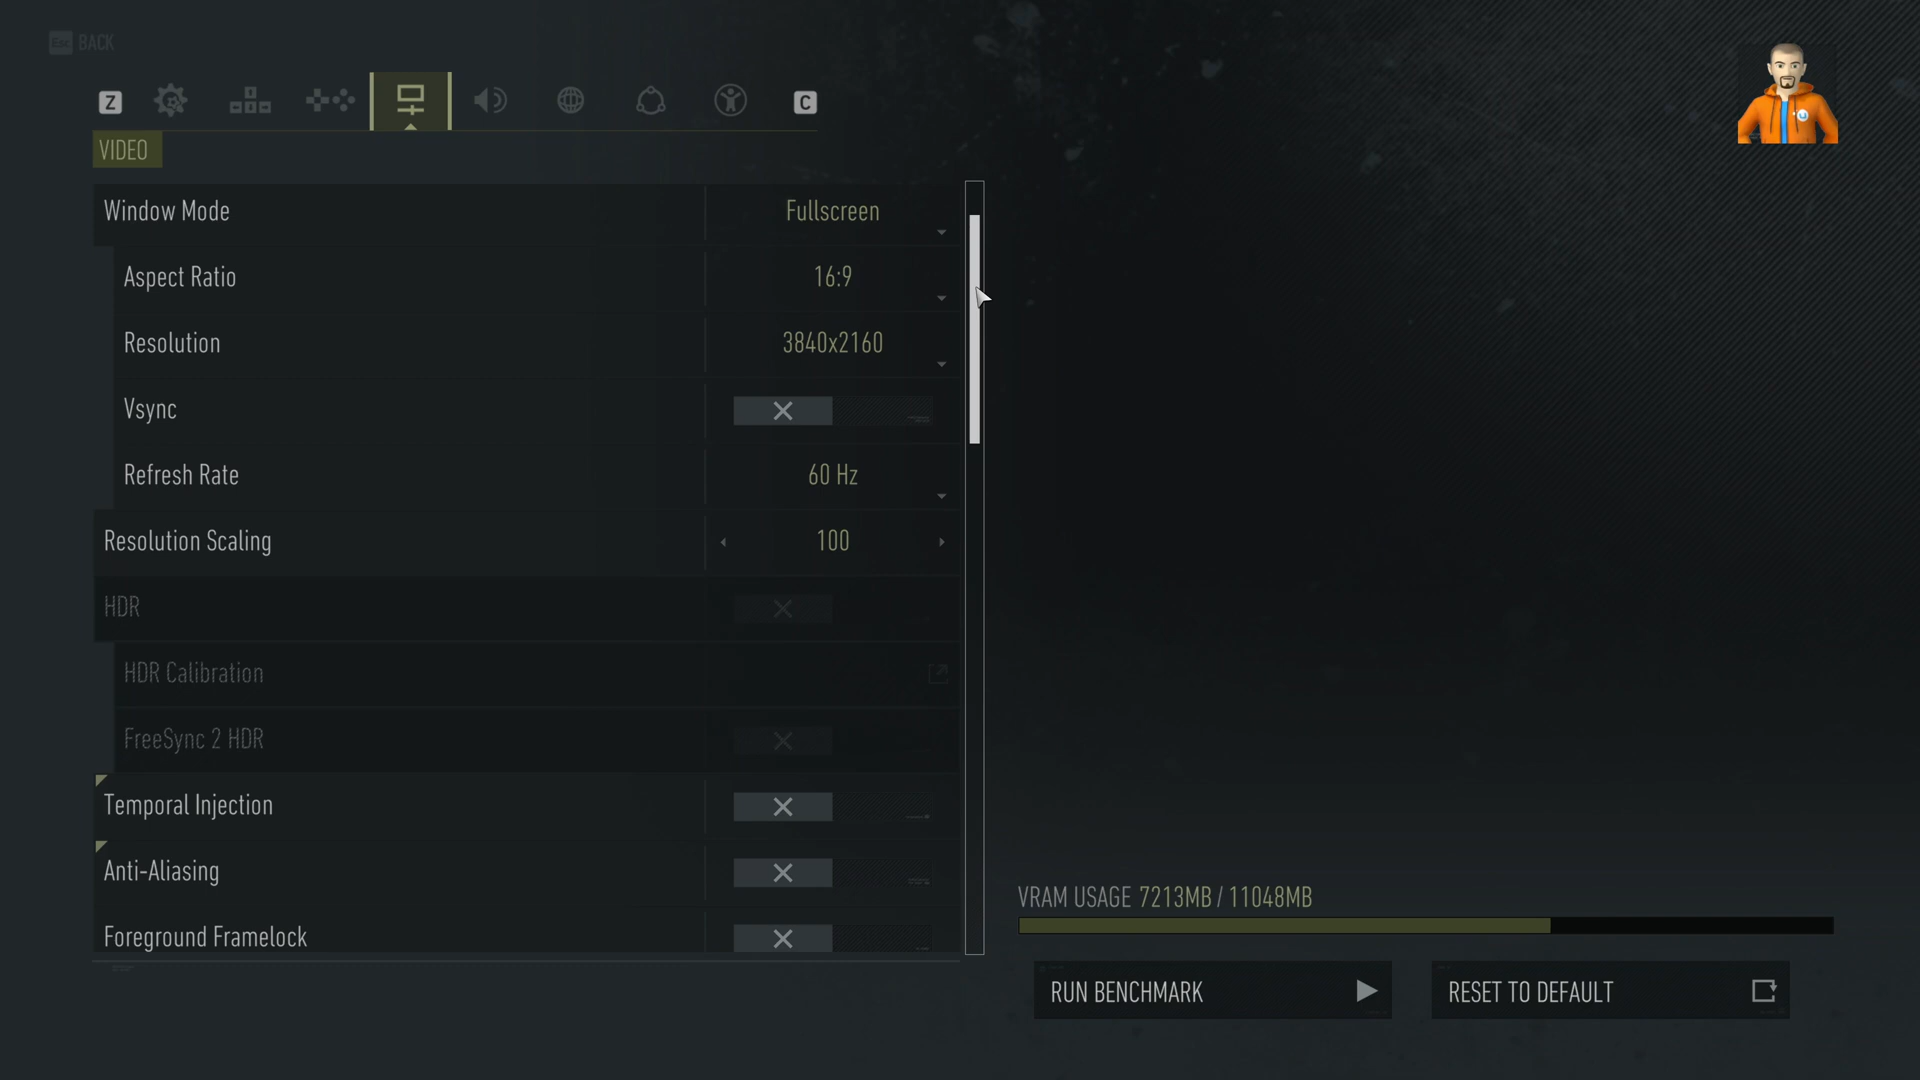 Esc BACK
Z
C
VIDEO
Window Mode Fullscreen
Aspect Ratio 16:9
Resolution 3840x2160
Vsync
Refresh Rate 60 Hz
Resolution Scaling 100
HDR
HDR Calibration
FreeSync 2 HDR
Temporal Injection
Anti-Aliasing
Foreground Framelock
VRAM USAGE 7213MB / 11048MB
RUN BENCHMARK
RESET TO DEFAULT